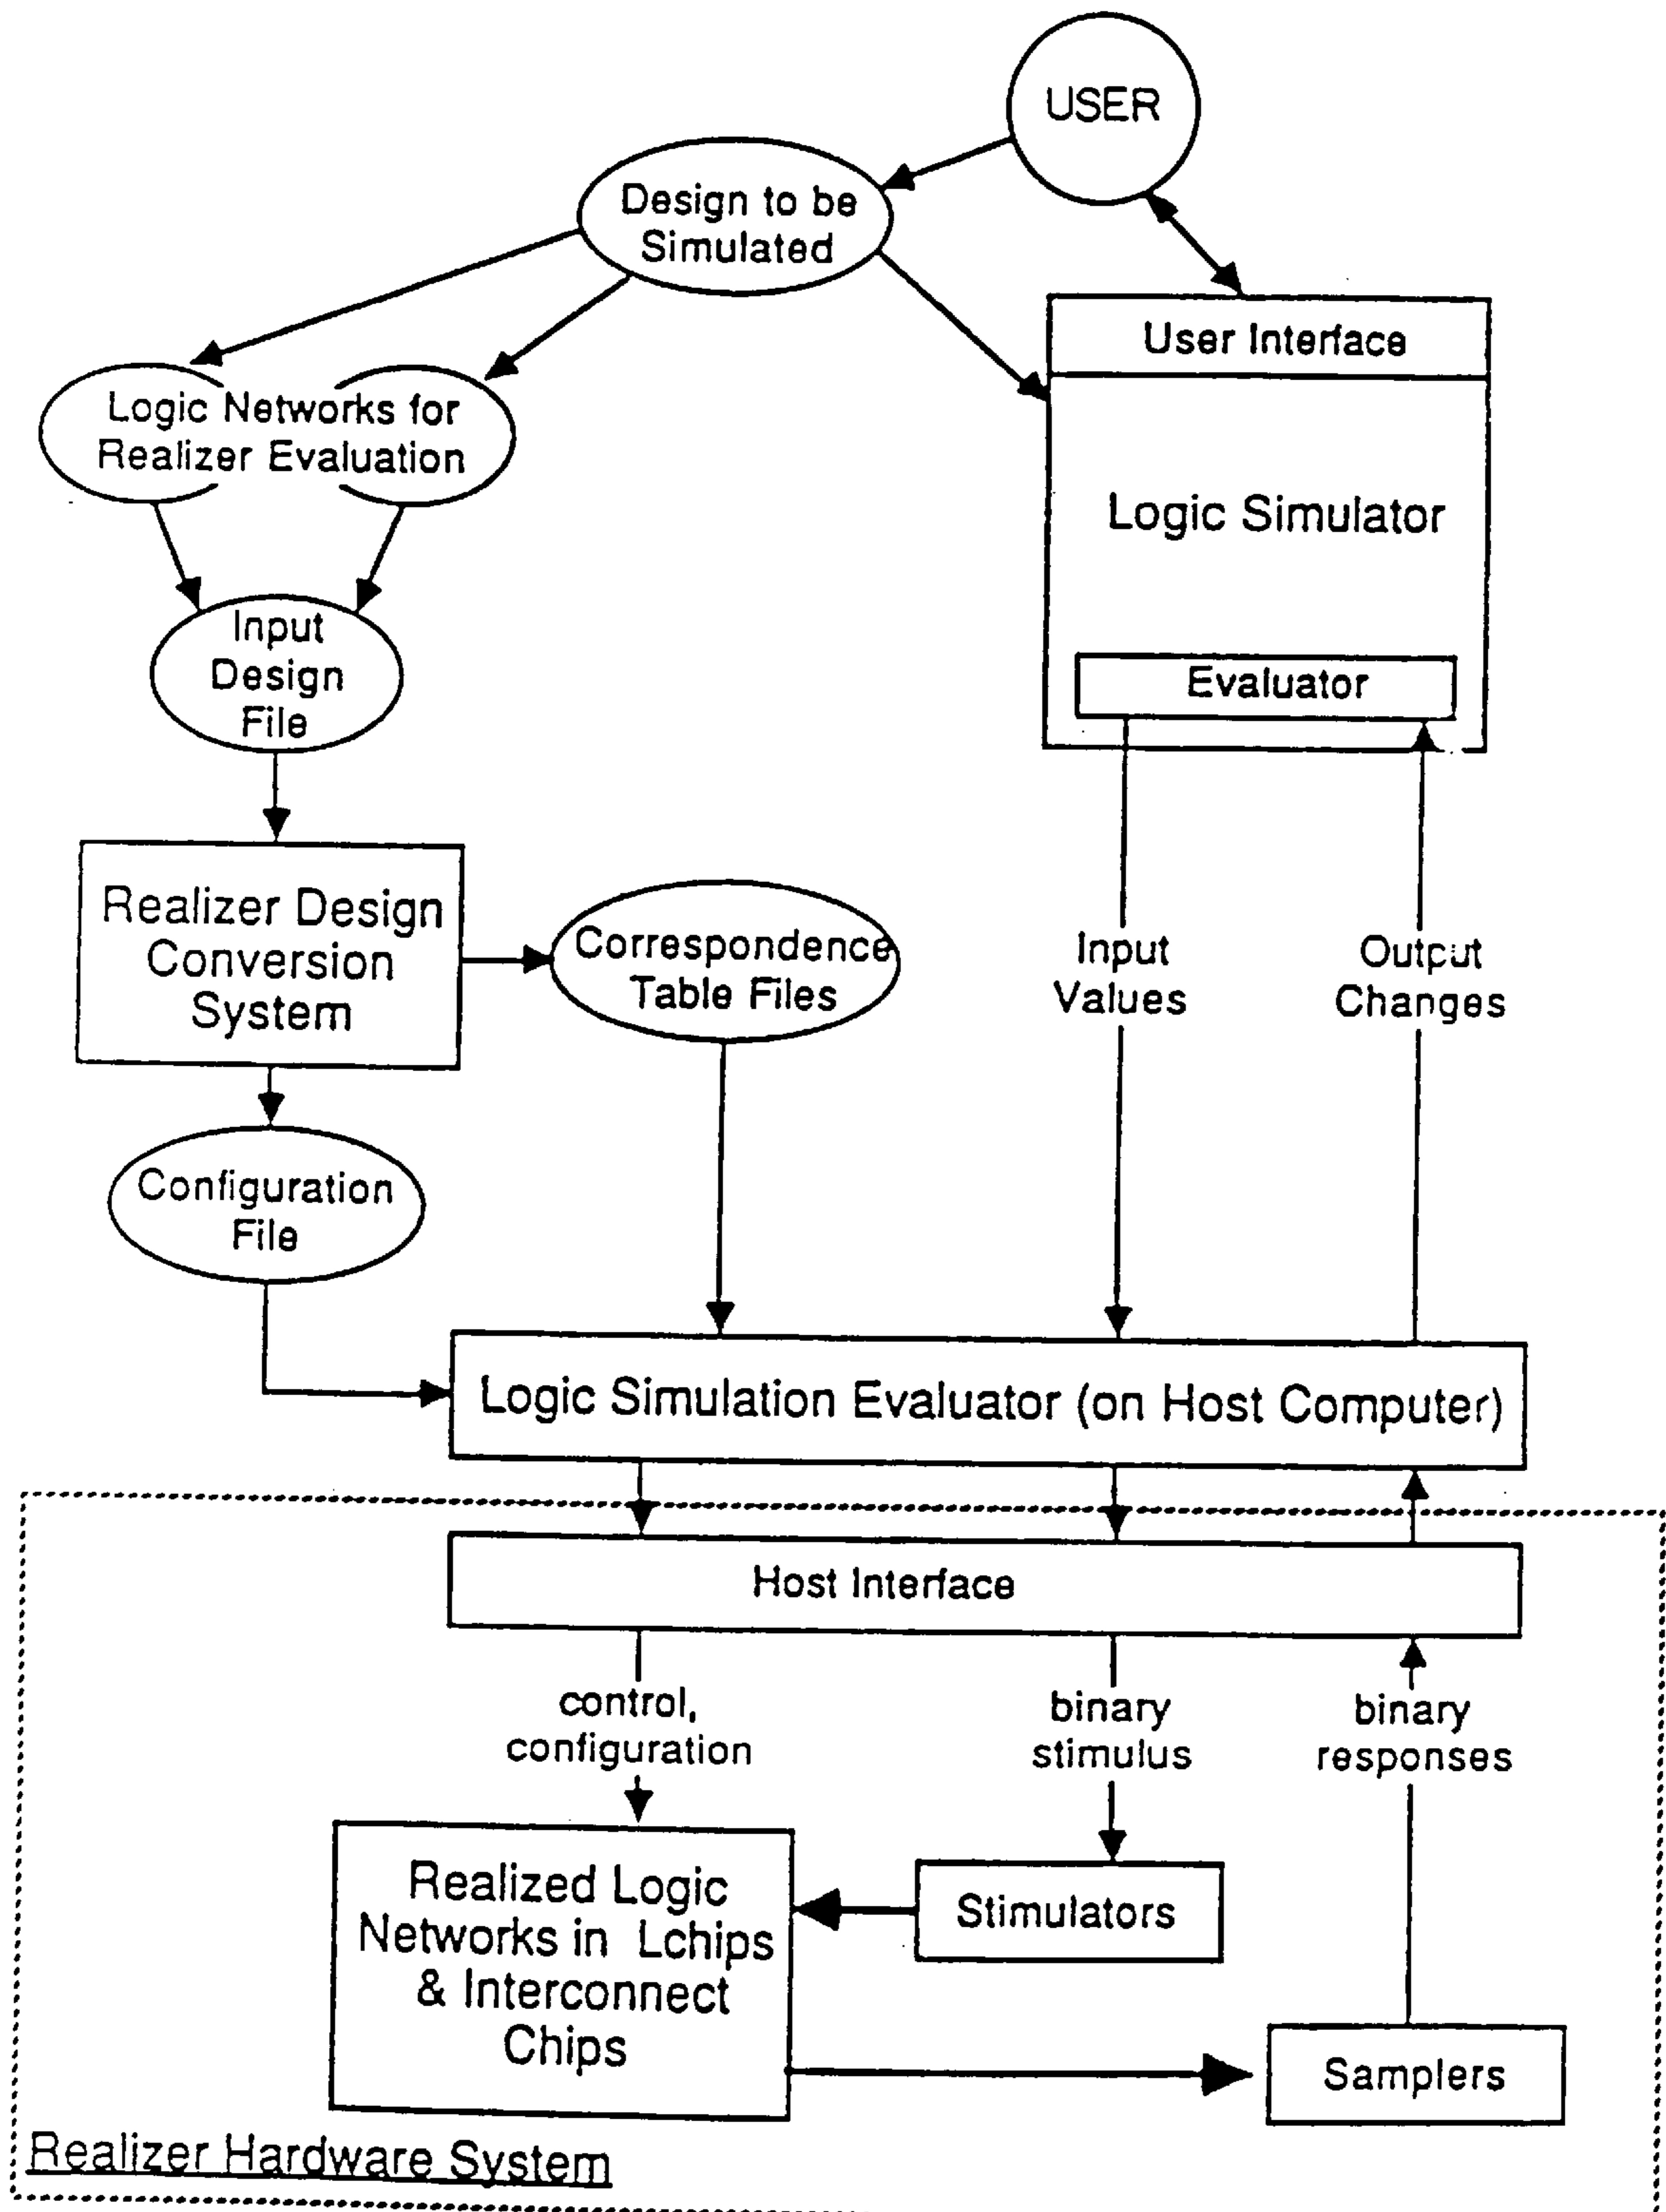 USER
Design to be
Simulated
User Interface
Logic Networks for
Realizer Evaluation
Logic Simulator
Input
Design
File
Evaluator
Realizer Design
Conversion
System
Correspondence
Table Files
Input
Values
Output
Changes
Configuration
File
Logic Simulation Evaluator (on Host Computer)
Host Interface
control,
configuration
binary
stimulus
binary
responses
Realized Logic
Networks in Lchips
& Interconnect
Chips
Stimulators
Samplers
Realizer Hardware System